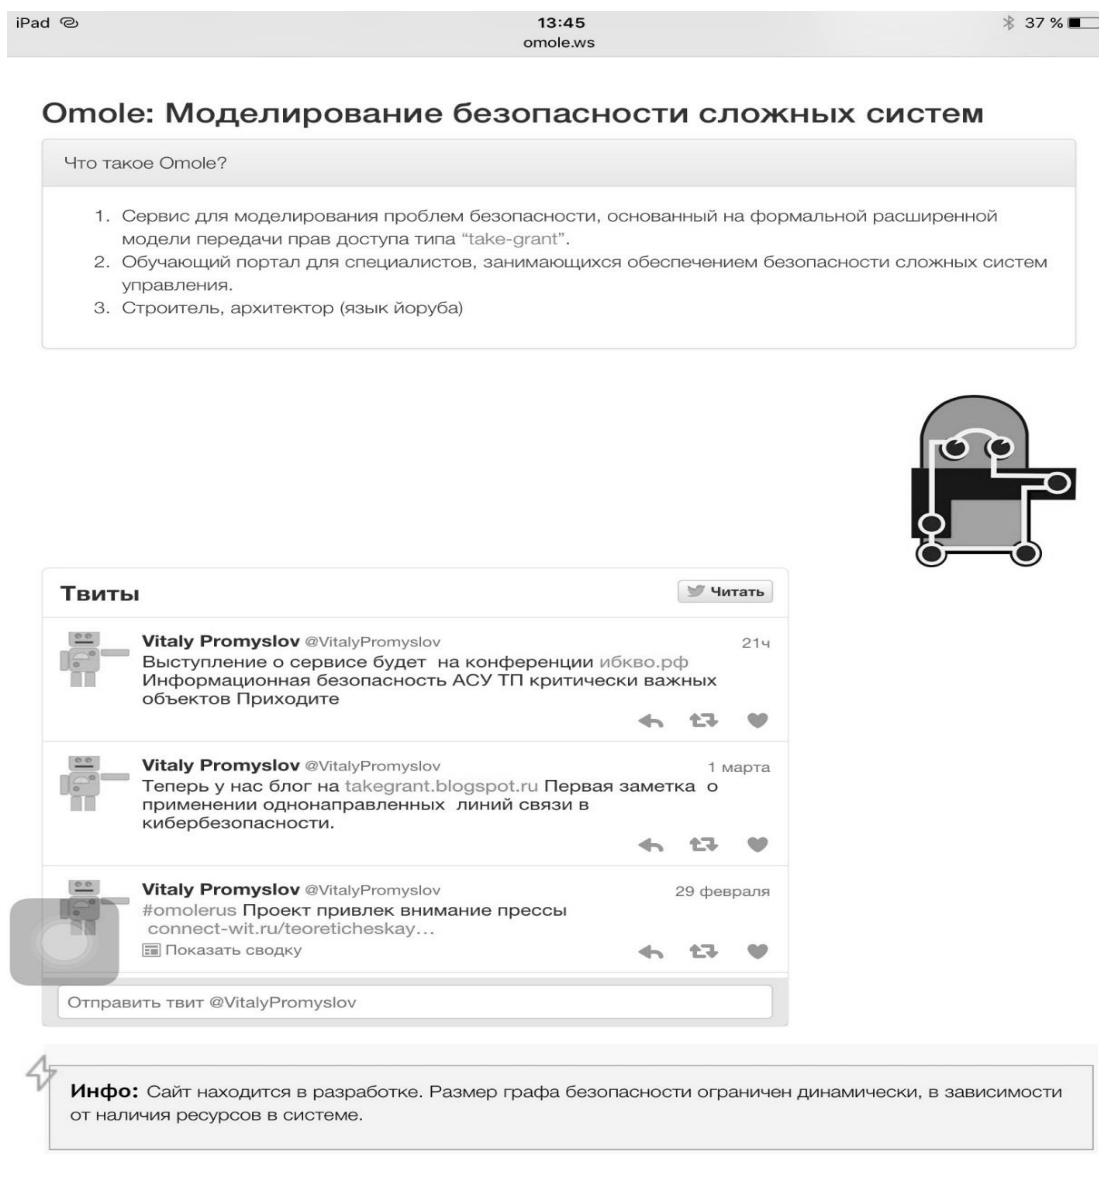 iPad 13:45 37 %
omole.ws
Omole: Моделирование безопасности сложных систем
Что такое Omole?
1. Сервис для моделирования проблем безопасности, основанный на формальной расширенной
модели передачи прав доступа типа “take-grant”.
2. Обучающий портал для специалистов, занимающихся обеспечением безопасности сложных систем
управления.
3. Строитель, архитектор (язык йоруба)
Твиты Читать
Vitaly Promyslov @VitalyPromyslov 21ч
Выступление о сервисе будет на конференции ибкво.рф
Информационная безопасность АСУ ТП критически важных
объектов Приходите
Vitaly Promyslov @VitalyPromyslov 1 марта
Теперь у нас блог на takegrant.blogspot.ru Первая заметка о
применении однонаправленных линий связи в
кибербезопасности.
Vitaly Promyslov @VitalyPromyslov 29 февраля
#omolerus Проект привлек внимание прессы
connect-wit.ru/teoreticheskay…
Показать сводку
Отправить твит @VitalyPromyslov
Инфо: Сайт находится в разработке. Размер графа безопасности ограничен динамически, в зависимости
от наличия ресурсов в системе.